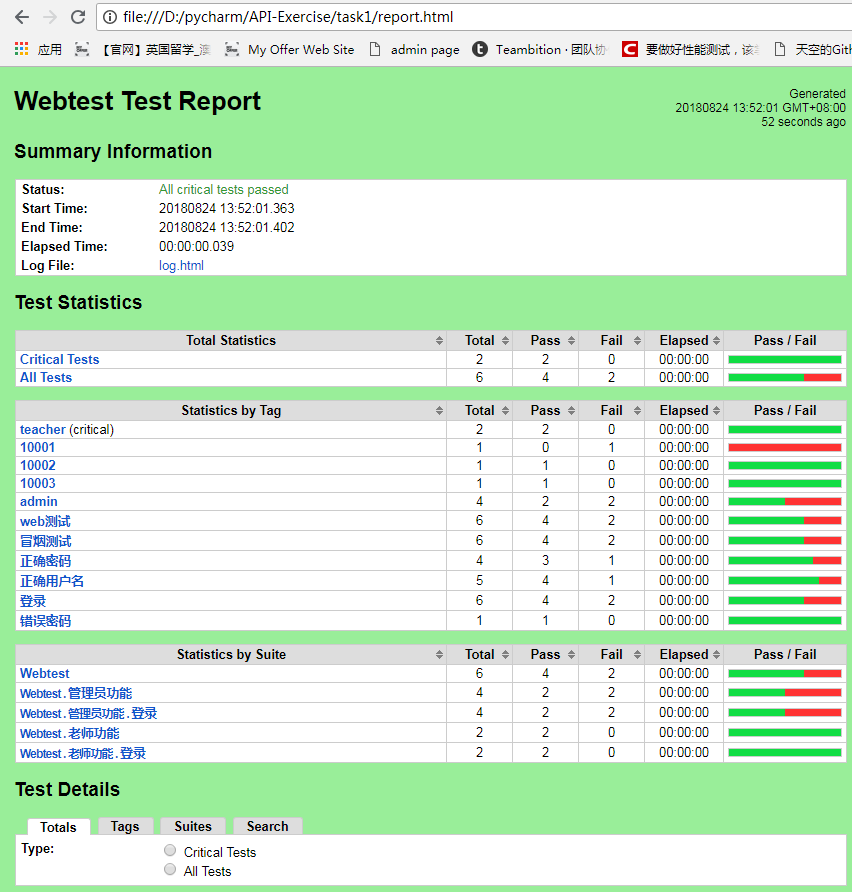 file:///D:/pycharm/API-Exercise/task1/report.html
应用 【官网】英国留学_澳 My Offer Web Site admin page Teambition · 团队协 要做好性能测试，该 天空的Gith
Webtest Test Report
Generated
20180824 13:52:01 GMT+08:00
52 seconds ago
Summary Information
Status: All critical tests passed
Start Time: 20180824 13:52:01.363
End Time: 20180824 13:52:01.402
Elapsed Time: 00:00:00.039
Log File: log.html
Test Statistics
Total Statistics Total Pass Fail Elapsed Pass / Fail
Critical Tests 2 2 0 00:00:00
All Tests 6 4 2 00:00:00
Statistics by Tag Total Pass Fail Elapsed Pass / Fail
teacher (critical) 2 2 0 00:00:00
10001 1 0 1 00:00:00
10002 1 1 0 00:00:00
10003 1 1 0 00:00:00
admin 4 2 2 00:00:00
web测试 6 4 2 00:00:00
冒烟测试 6 4 2 00:00:00
正确密码 4 3 1 00:00:00
正确用户名 5 4 1 00:00:00
登录 6 4 2 00:00:00
错误密码 1 1 0 00:00:00
Statistics by Suite Total Pass Fail Elapsed Pass / Fail
Webtest 6 4 2 00:00:00
Webtest.管理员功能 4 2 2 00:00:00
Webtest.管理员功能.登录 4 2 2 00:00:00
Webtest.老师功能 2 2 0 00:00:00
Webtest.老师功能.登录 2 2 0 00:00:00
Test Details
Totals Tags Suites Search
Type: Critical Tests
All Tests